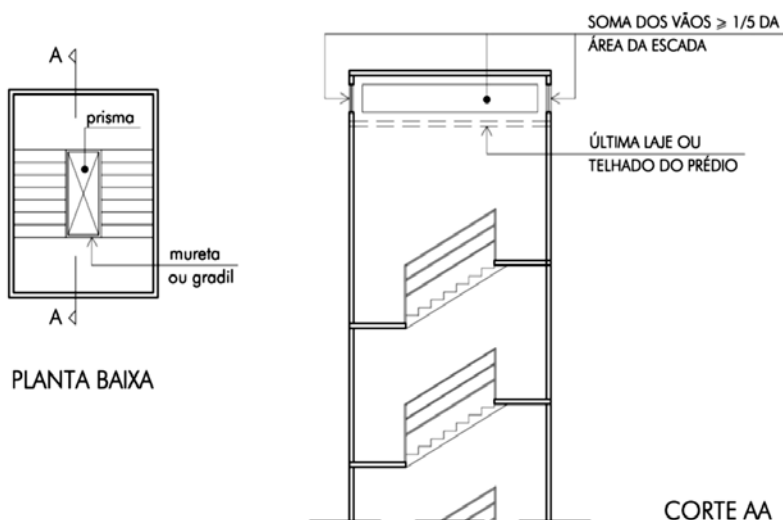 SOMA DOS VÃOS ⩾ 1/5 DA
ÁREA DA ESCADA
A
prisma
ÚLTIMA LAJE OU
TELHADO DO PRÉDIO
mureta
ou gradil
A
PLANTA BAIXA
CORTE AA